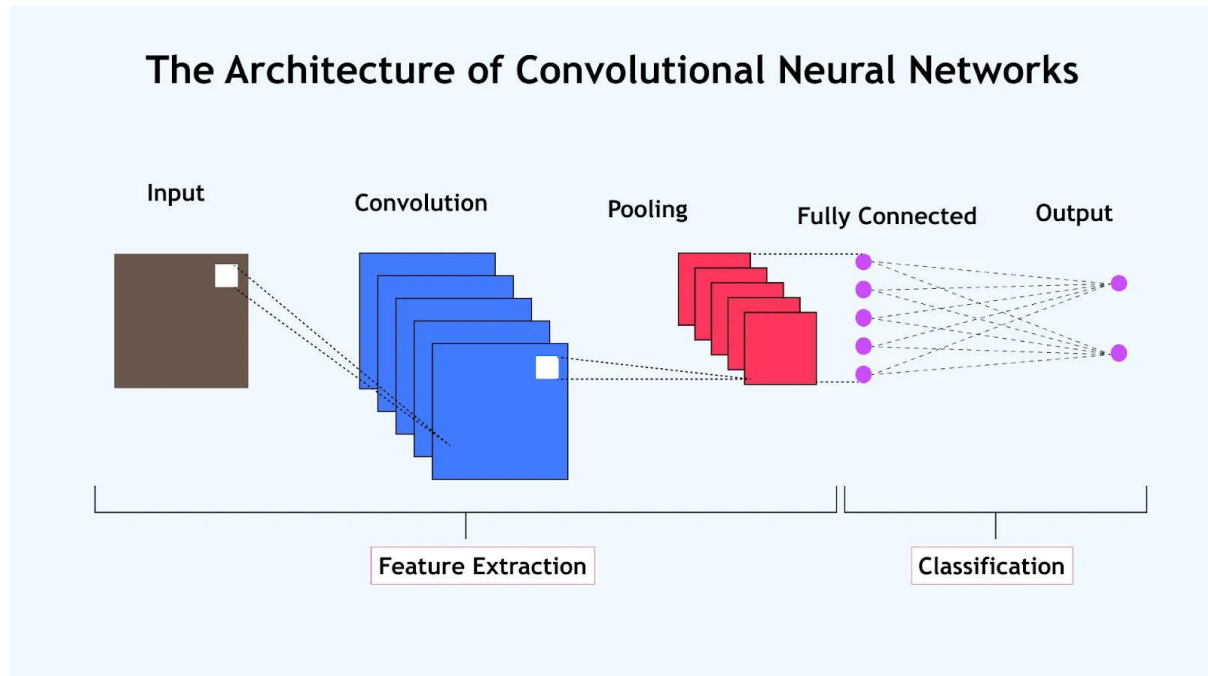 The Architecture of Convolutional Neural Networks
Input
Convolution
Pooling
Fully Connected
Output
Feature Extraction
Classification